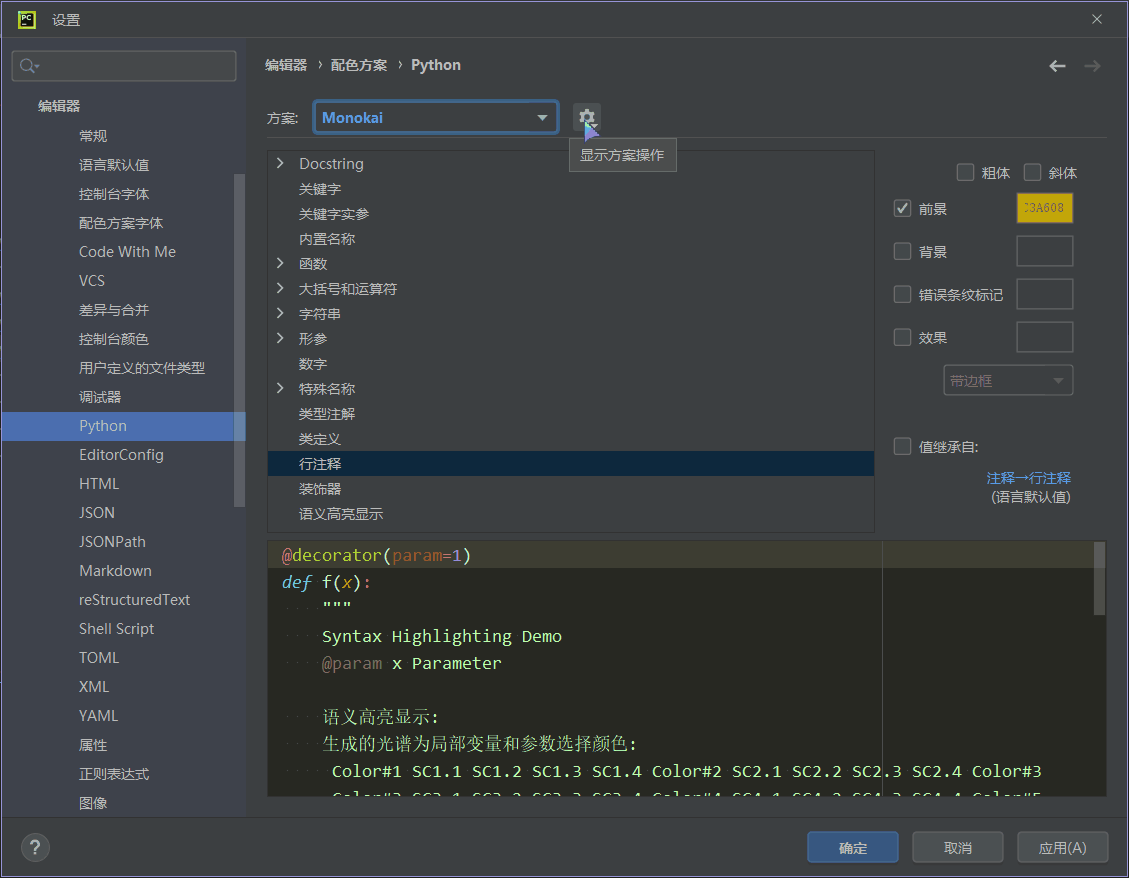 PC
设置
编辑器 › 配色方案 › Python
编辑器
常规
语言默认值
控制台字体
配色方案字体
Code With Me
VCS
差异与合并
控制台颜色
用户定义的文件类型
调试器
Python
EditorConfig
HTML
JSON
JSONPath
Markdown
reStructuredText
Shell Script
TOML
XML
YAML
属性
正则表达式
图像
方案:
Monokai
显示方案操作
Docstring
关键字
关键字实参
内置名称
函数
大括号和运算符
字符串
形参
数字
特殊名称
类型注解
类定义
行注释
装饰器
语义高亮显示
粗体 斜体
前景 C3A608
背景
错误条纹标记
效果
带边框
值继承自:
注释→行注释
(语言默认值)
@decorator(param=1)
def f(x):
"""
Syntax Highlighting Demo
@param x Parameter
语义高亮显示:
生成的光谱为局部变量和参数选择颜色:
Color#1 SC1.1 SC1.2 SC1.3 SC1.4 Color#2 SC2.1 SC2.2 SC2.3 SC2.4 Color#3
?
确定
取消
应用(A)